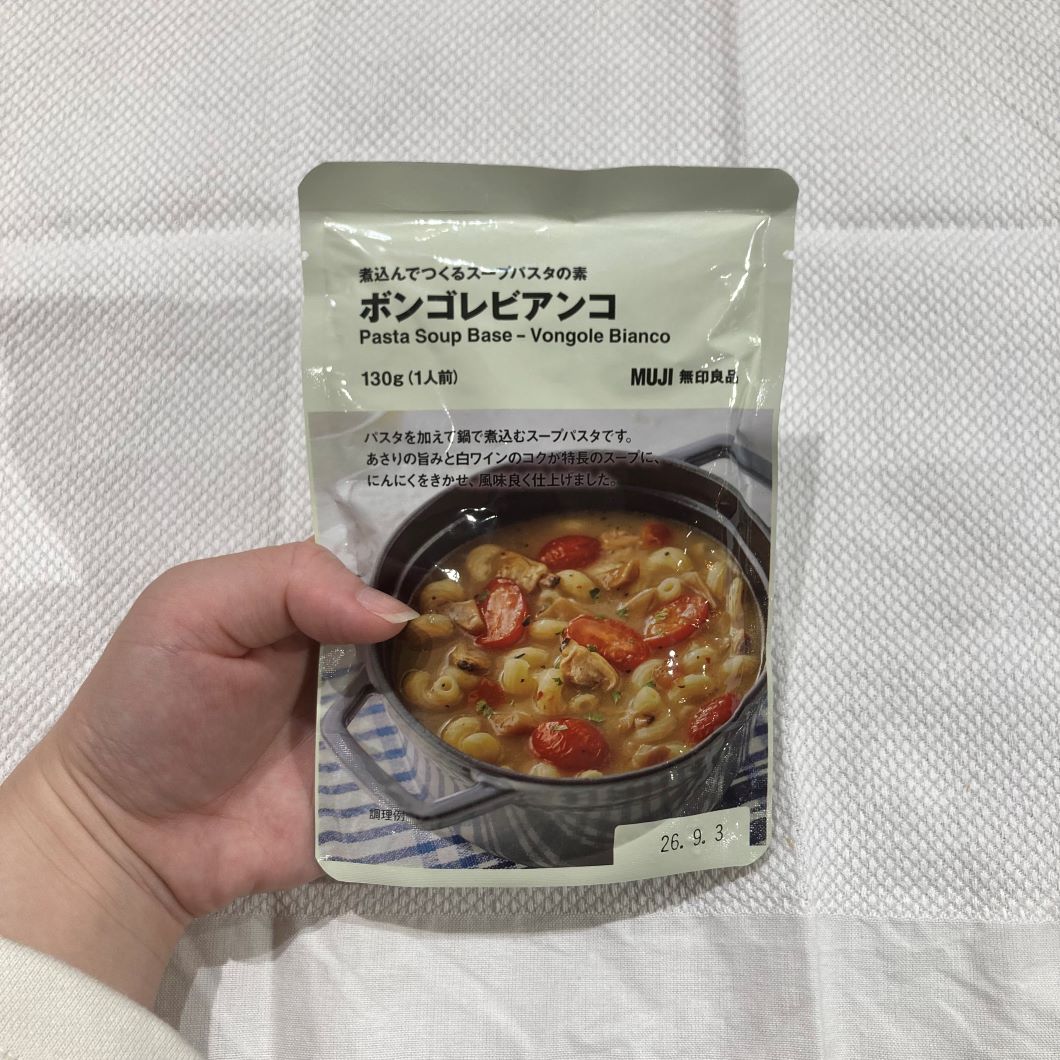 煮込んでつくるスープパスタの素
ボンゴレビアンコ
Pasta Soup Base – Vongole Bianco
130g(1人前)
MUJI 無印良品
パスタを加えて鍋で煮込むスープパスタです。
あさりの旨みと白ワインのコクが特長のスープに、
にんにくをきかせ、風味良く仕上げました。
調理例
26. 9. 3